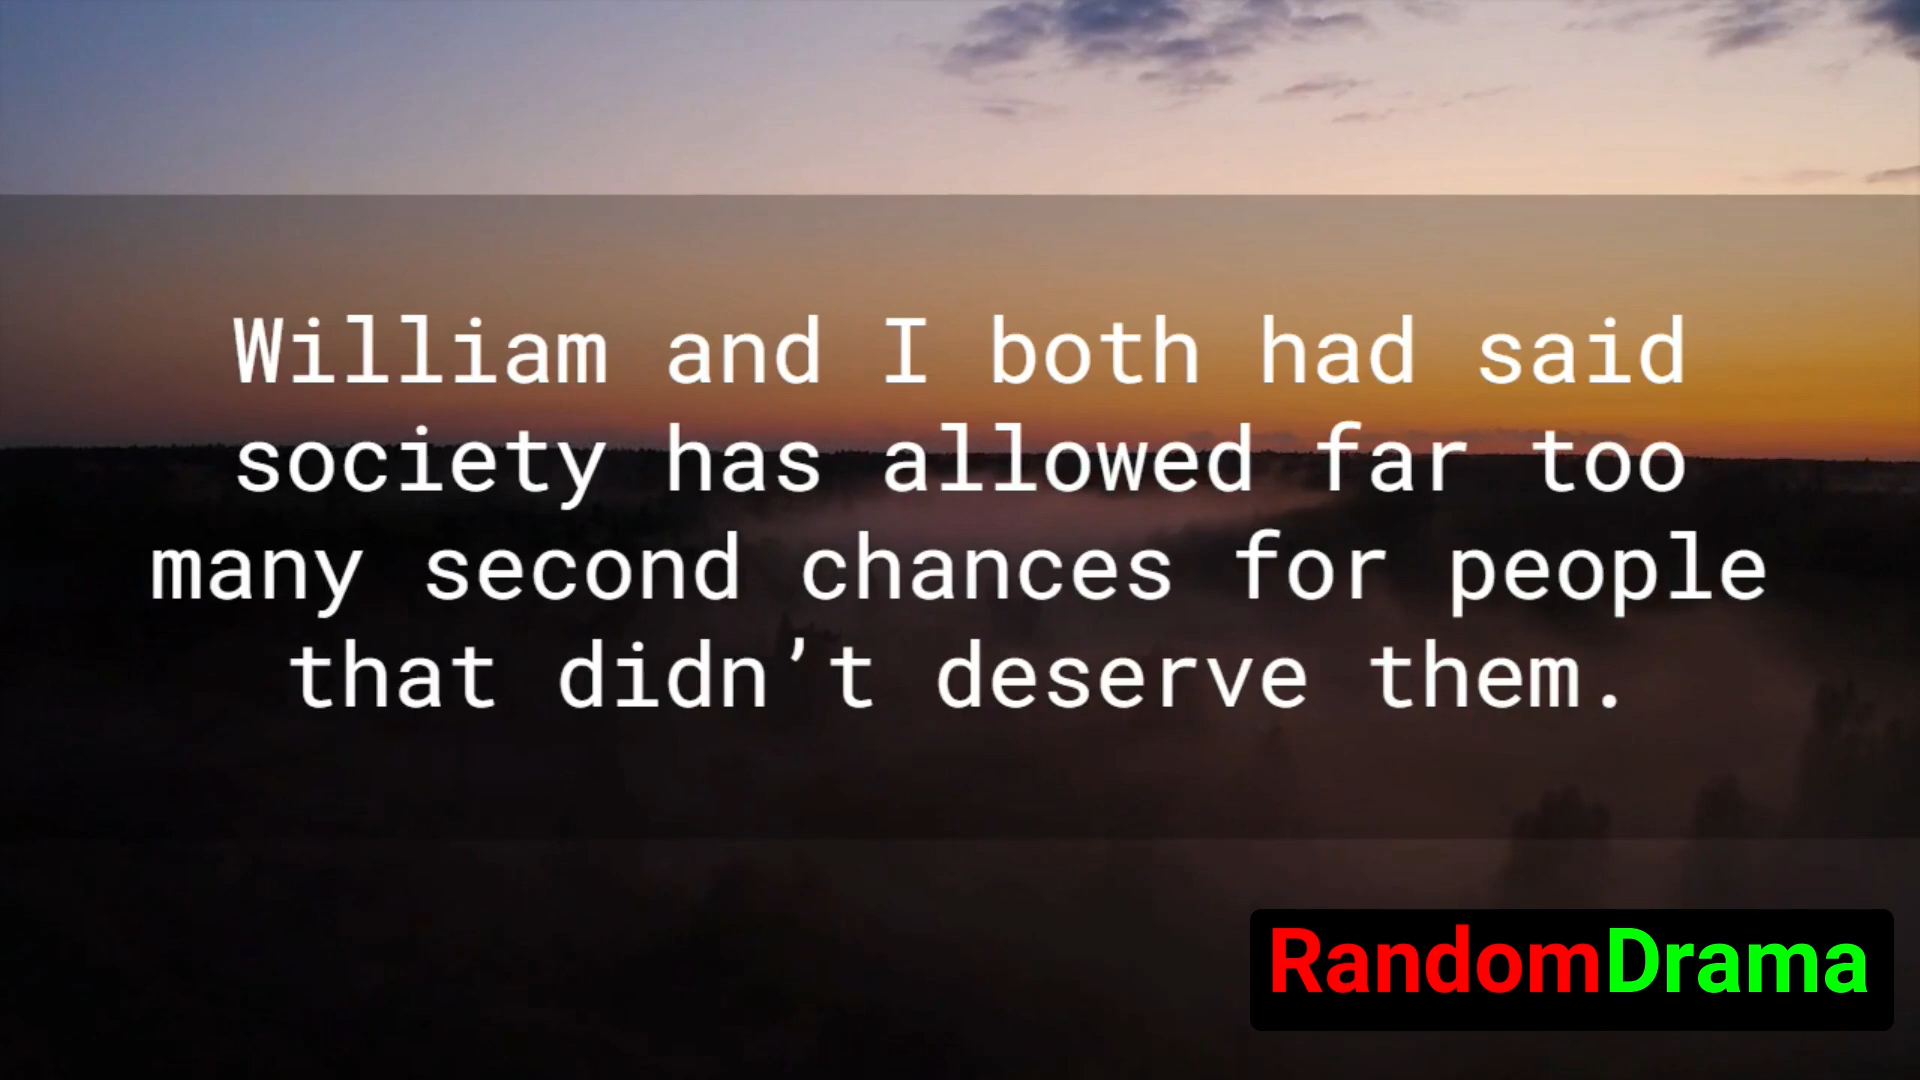 William and I both had said
society has allowed far too
many second chances for people
that didn’t deserve them.
RandomDrama